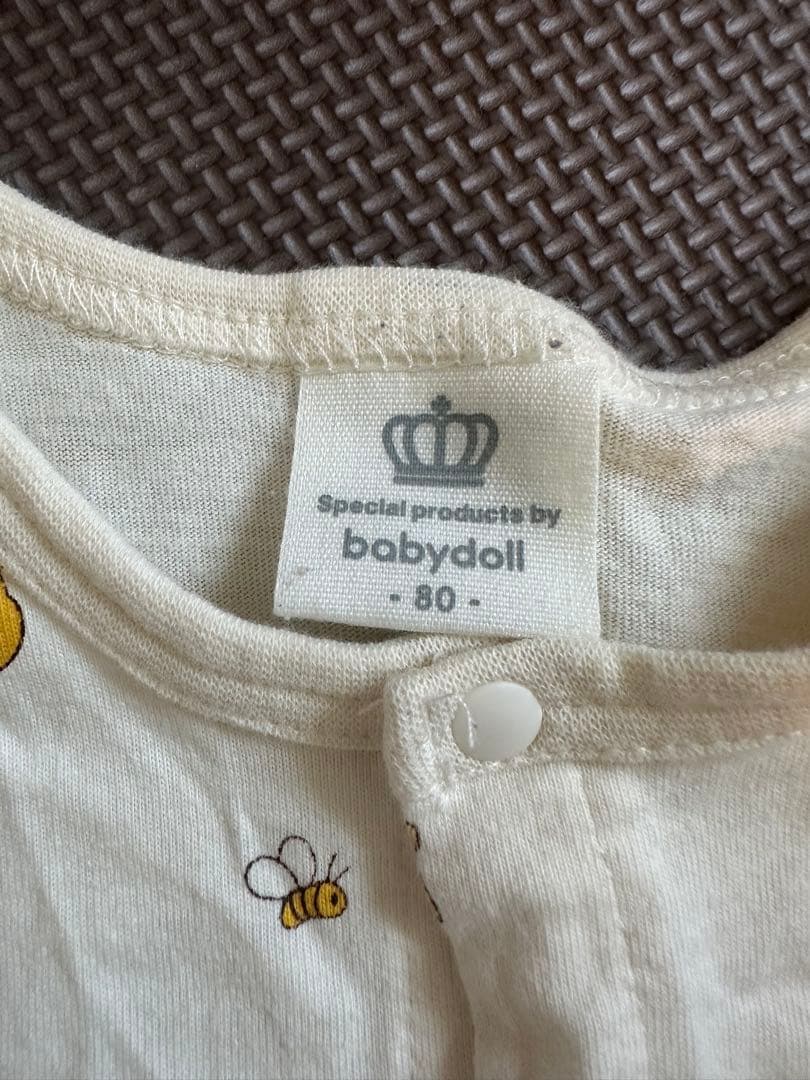 Special products by
babydoll
- 80 -